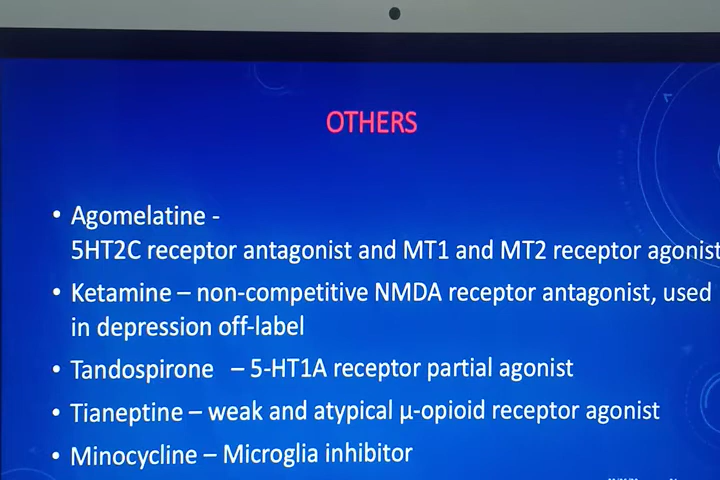 OTHERS
• Agomelatine -
5HT2C receptor antagonist and MT1 and MT2 receptor agonist
• Ketamine – non-competitive NMDA receptor antagonist, used
in depression off-label
• Tandospirone – 5-HT1A receptor partial agonist
• Tianeptine – weak and atypical μ-opioid receptor agonist
• Minocycline – Microglia inhibitor